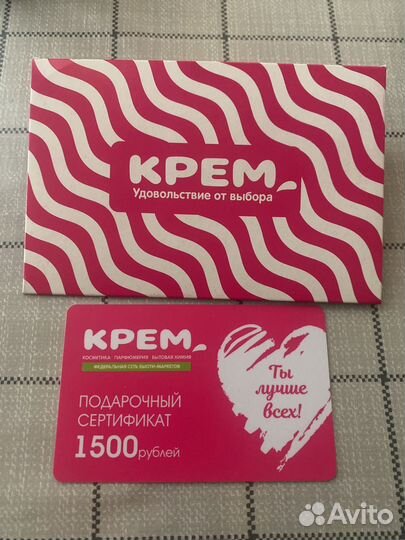 КРЕМ
Удовольствие от выбора
КРЕМ
КОСМЕТИКА ПАРФЮМЕРИЯ БЫТОВАЯ ХИМИЯ
ФЕДЕРАЛЬНАЯ СЕТЬ БЬЮТИ-МАРКЕТОВ
ПОДАРОЧНЫЙ
СЕРТИФИКАТ
1500 рублей
Ты
лучше
всех!
Avito